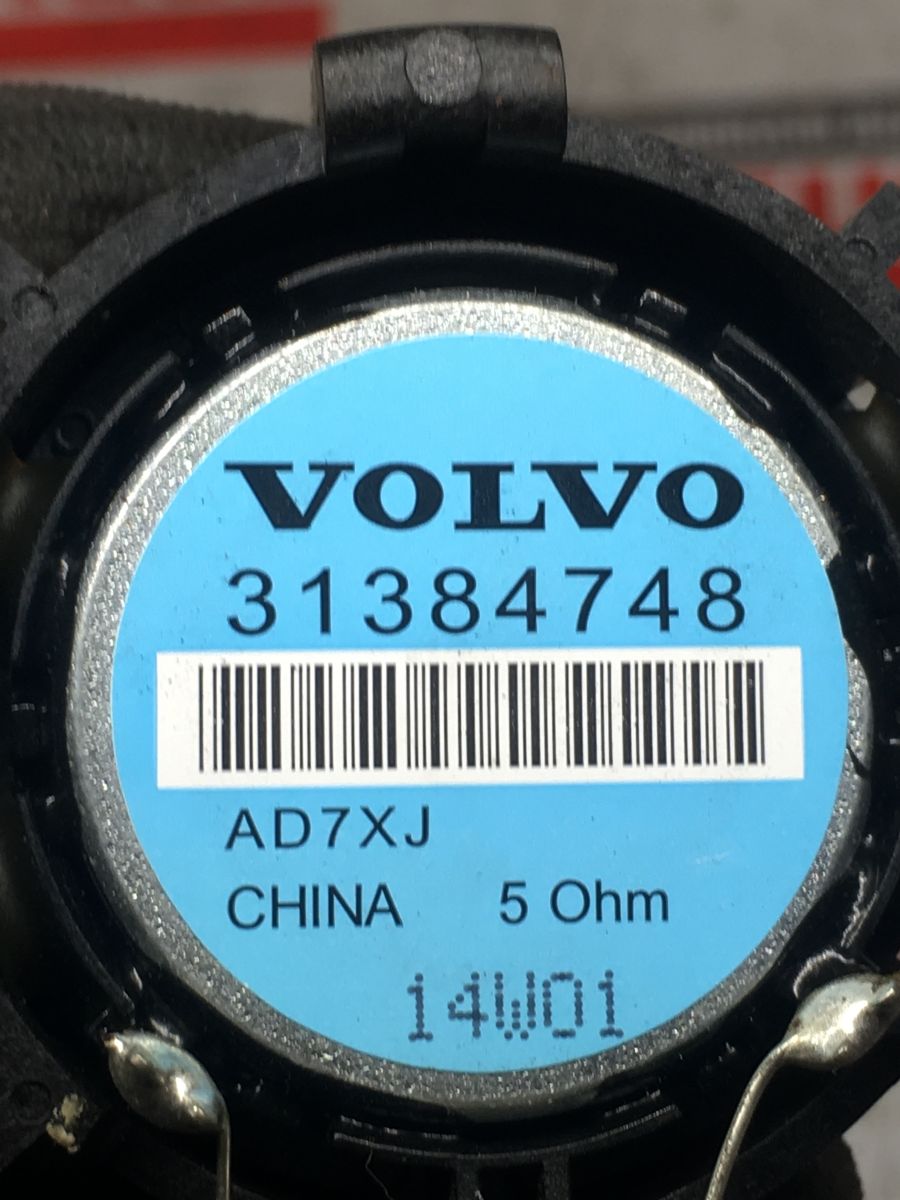 VOLVO
31384748
AD7XJ
CHINA 5 Ohm
14W01